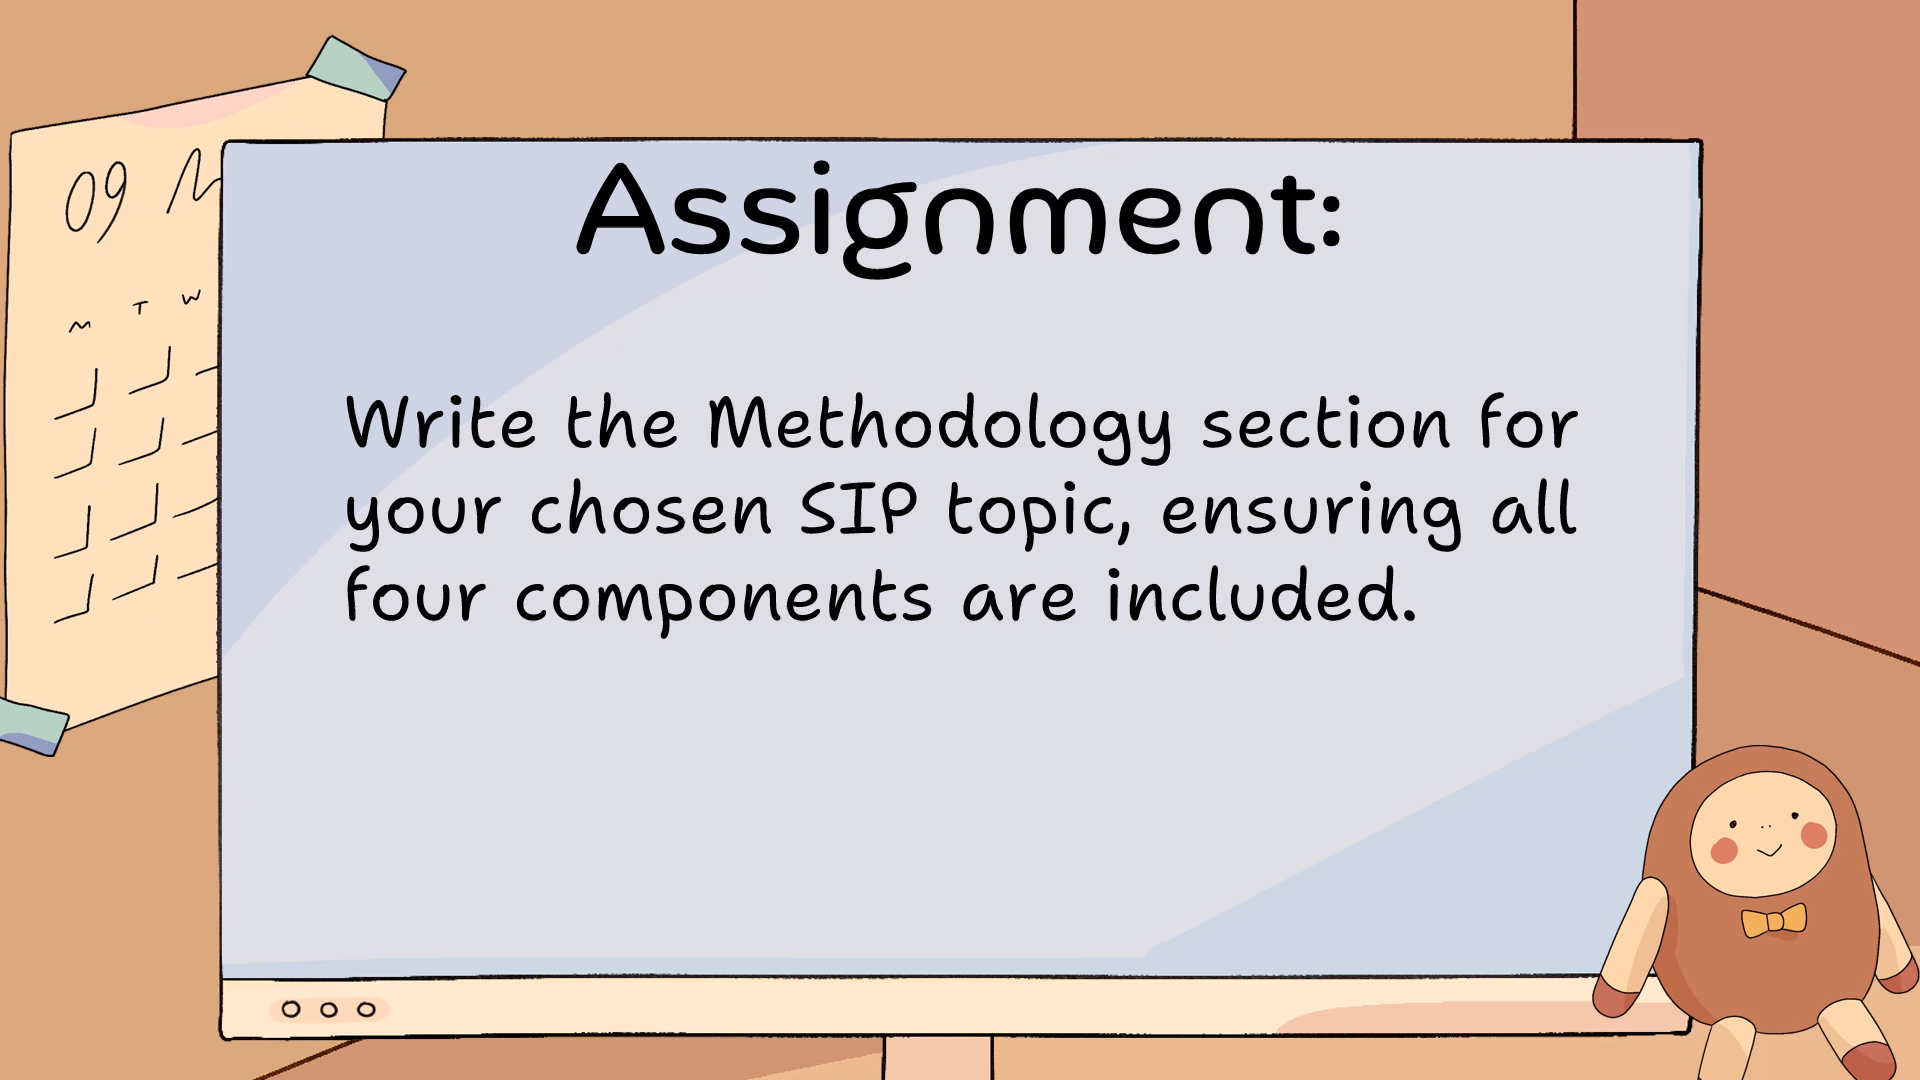 Assignment:
09
M T W
Write the Methodology section for
your chosen SIP topic, ensuring all
four components are included.